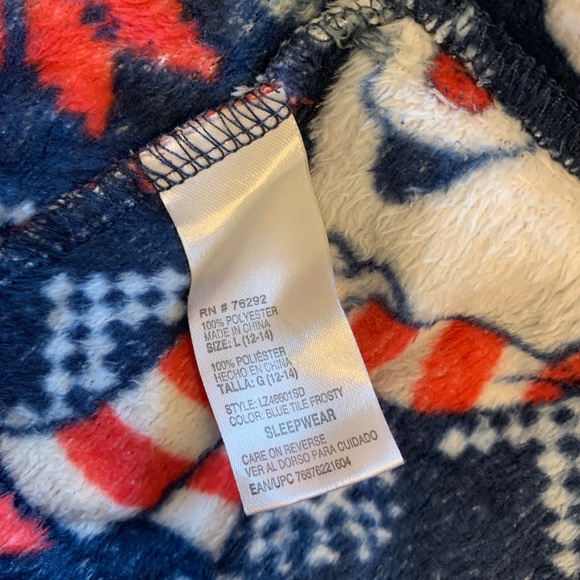 RN # 76292
100% POLYESTER
MADE IN CHINA
SIZE: L (12-14)
100% POLIÉSTER
HECHO EN CHINA
TALLA: G (12-14)
STYLE: LZ48601SD
COLOR: BLUE TILE FROSTY
SLEEPWEAR
CARE ON REVERSE
VER AL DORSO PARA CUIDADO
EAN/UPC 76876221604